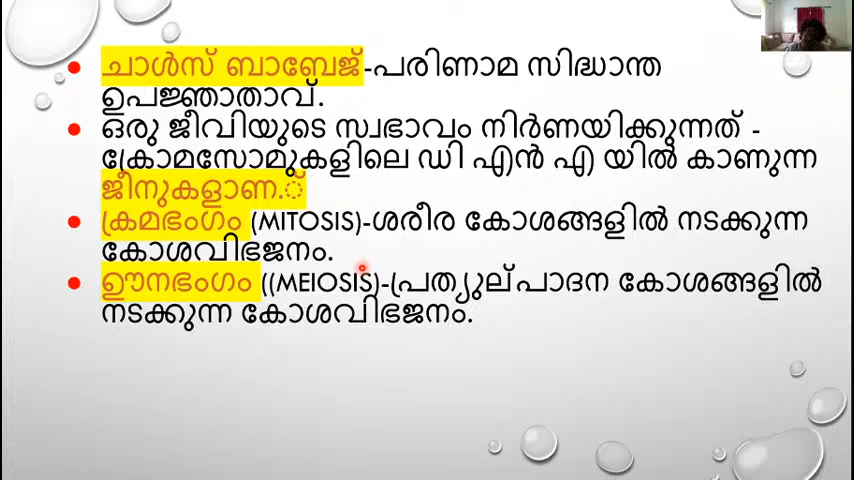 ചാൾസ് ബാബേജ്-പരിണാമ സിദ്ധാന്ത
ഉപജ്ഞാതാവ്.
ഒരു ജീവിയുടെ സ്വഭാവം നിർണയിക്കുന്നത് -
ക്രോമസോമുകളിലെ ഡി എൻ എ യിൽ കാണുന്ന
ജീനുകളാണ.്
ക്രമഭംഗം (MITOSIS)-ശരീര കോശങ്ങളിൽ നടക്കുന്ന
കോശവിഭജനം.
ഊനഭംഗം ((MEIOSIS)-പ്രത്യുല്പാദന കോശങ്ങളിൽ
നടക്കുന്ന കോശവിഭജനം.